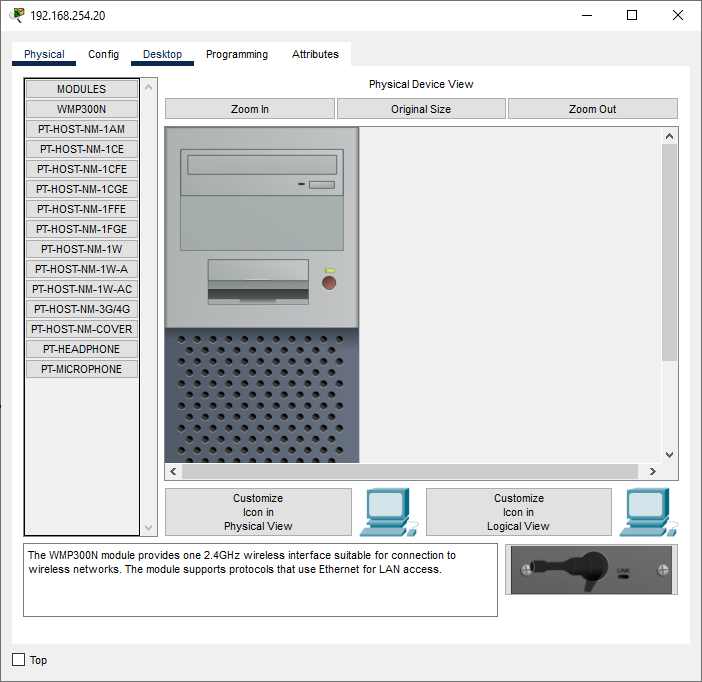 192.168.254.20
Physical
Config
Desktop
Programming
Attributes
MODULES
WMP300N
PT-HOST-NM-1AM
PT-HOST-NM-1CE
PT-HOST-NM-1CFE
PT-HOST-NM-1CGE
PT-HOST-NM-1FFE
PT-HOST-NM-1FGE
PT-HOST-NM-1W
PT-HOST-NM-1W-A
PT-HOST-NM-1W-AC
PT-HOST-NM-3G/4G
PT-HOST-NM-COVER
PT-HEADPHONE
PT-MICROPHONE
Physical Device View
Zoom In
Original Size
Zoom Out
Customize
Icon in
Physical View
Customize
Icon in
Logical View
The WMP300N module provides one 2.4GHz wireless interface suitable for connection to
wireless networks. The module supports protocols that use Ethernet for LAN access.
LINK
Top